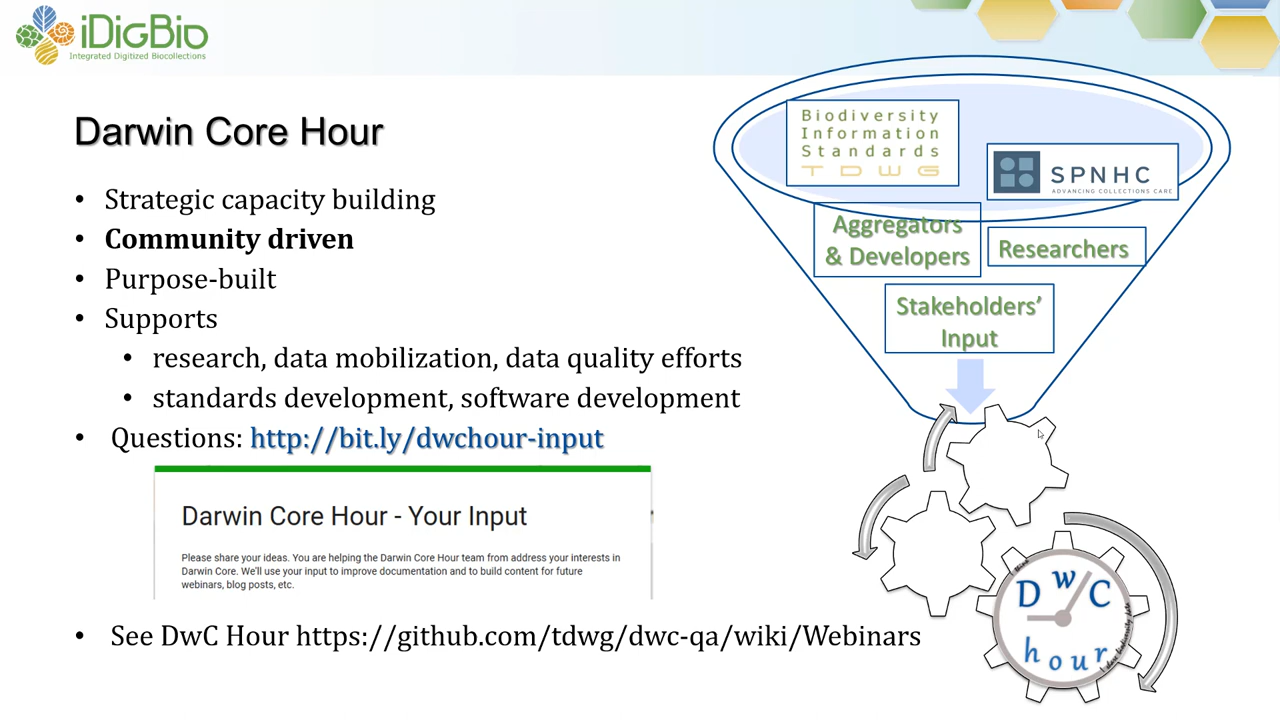 iDigBio
Integrated Digitized Biocollections
Darwin Core Hour
• Strategic capacity building
• Community driven
• Purpose-built
• Supports
• research, data mobilization, data quality efforts
• standards development, software development
• Questions: http://bit.ly/dwchour-input
Darwin Core Hour - Your Input
Please share your ideas. You are helping the Darwin Core Hour team from address your interests in
Darwin Core. We'll use your input to improve documentation and to build content for future
webinars, blog posts, etc.
• See DwC Hour https://github.com/tdwg/dwc-qa/wiki/Webinars
Biodiversity
Information
Standards
TDWG
SPNHC
ADVANCING COLLECTIONS CARE
Aggregators
& Developers
Researchers
Stakeholders'
Input
DwC
hour